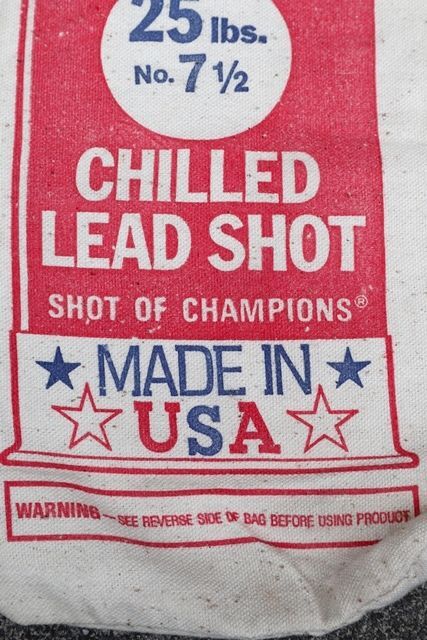 25 lbs.
No. 7 1/2
CHILLED
LEAD SHOT
SHOT OF CHAMPIONS®
MADE IN
USA
WARNING—SEE REVERSE SIDE OF BAG BEFORE USING PRODUCT